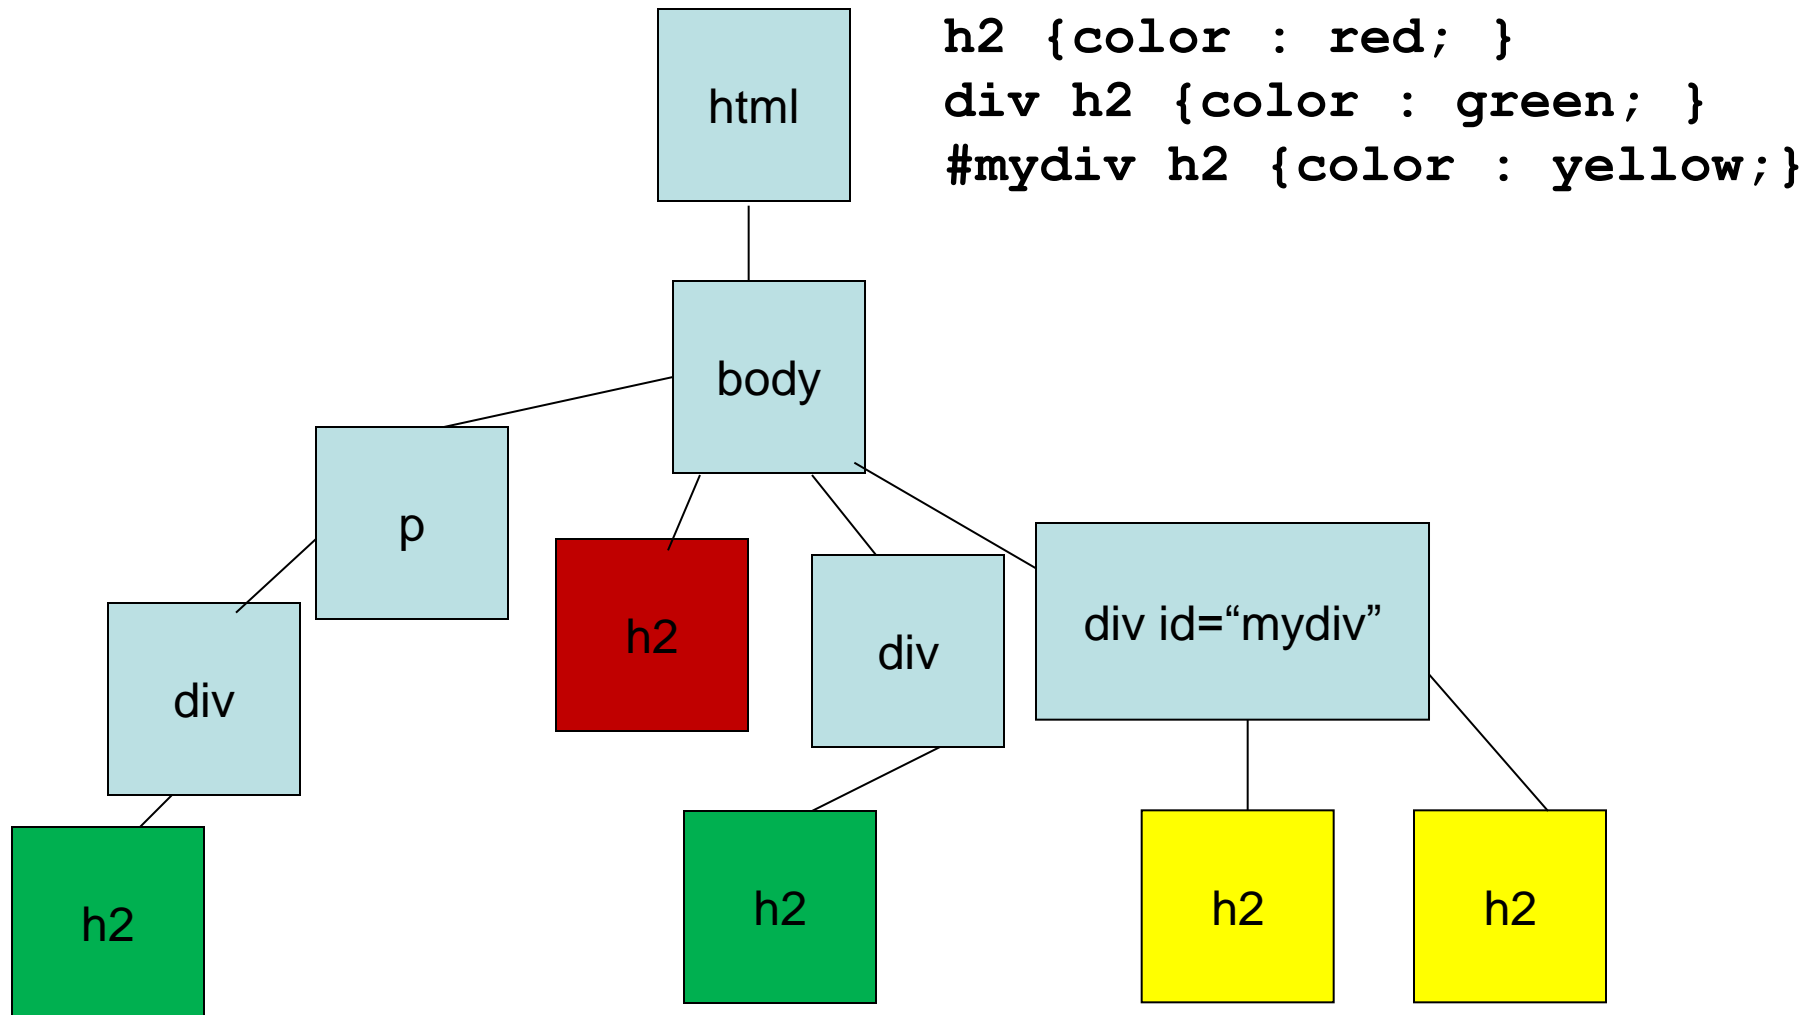 html
h2 {color : red; }
div h2 {color : green; }
#mydiv h2 {color : yellow;}
body
p
h2
div
div id=“mydiv”
div
h2
h2
h2
h2